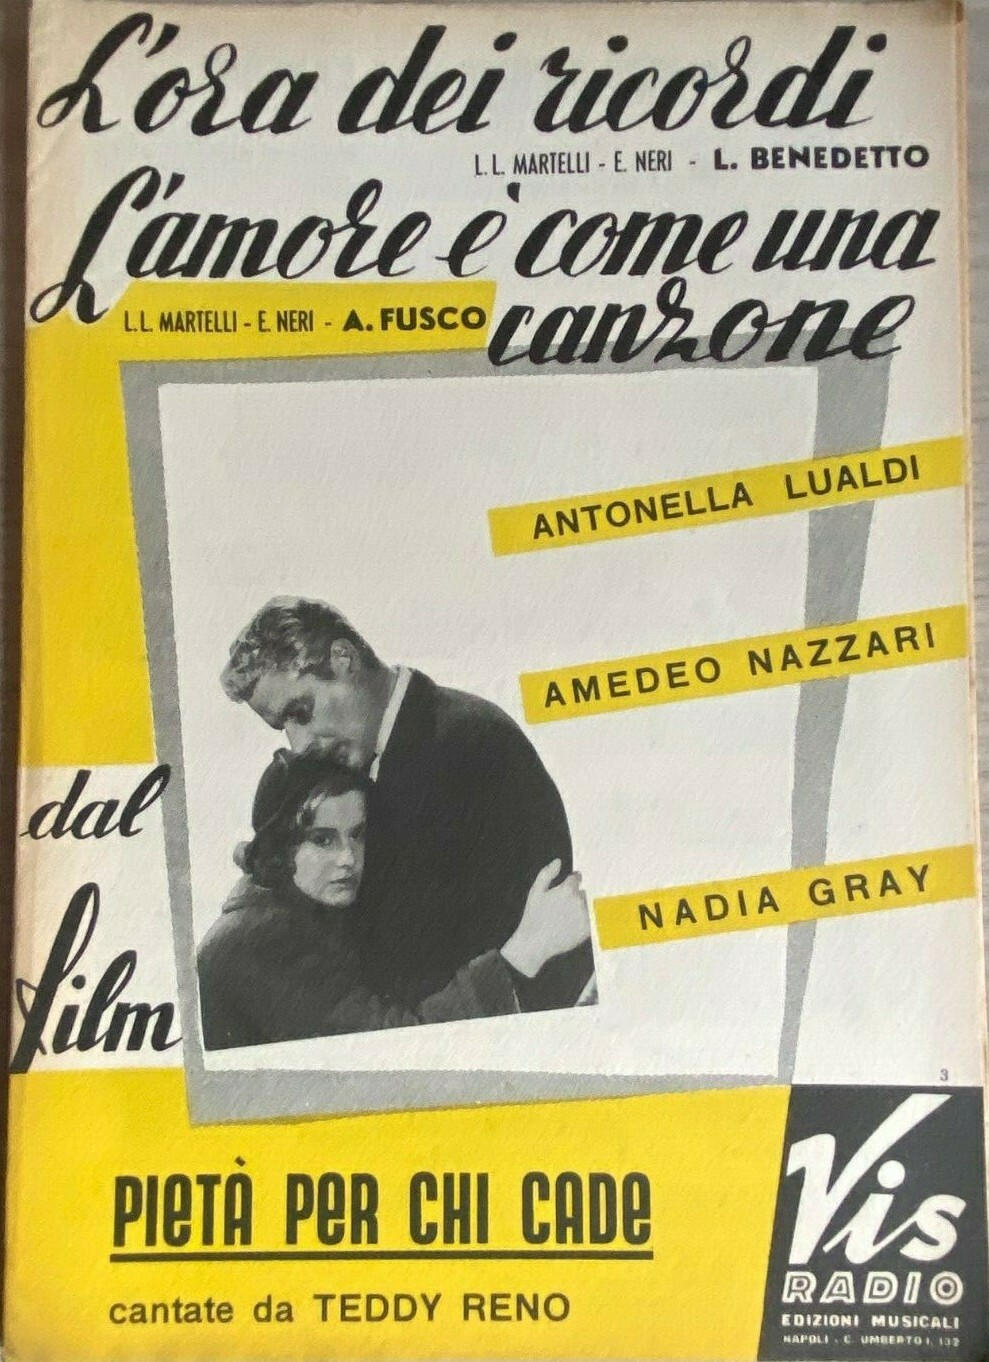 L'ora dei ricordi
L.L. MARTELLI - E. NERI - L. BENEDETTO
L'amore è come una
canzone
L.L. MARTELLI - E. NERI - A. FUSCO
ANTONELLA LUALDI
AMEDEO NAZZARI
NADIA GRAY
dal
film
3
PIETÀ PER CHI CADE
cantate da TEDDY RENO
Vis
RADIO
EDIZIONI MUSICALI
NAPOLI - C. UMBERTO I, 132